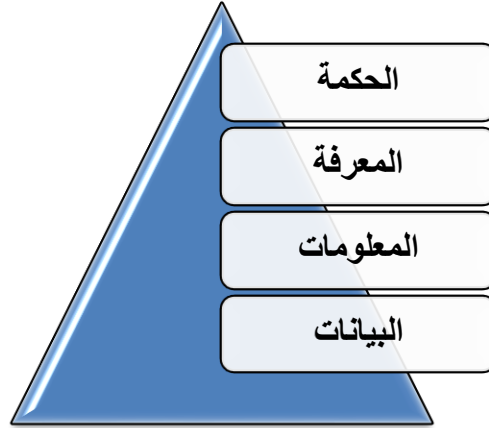 الحكمة
المعرفة
المعلومات
البيانات